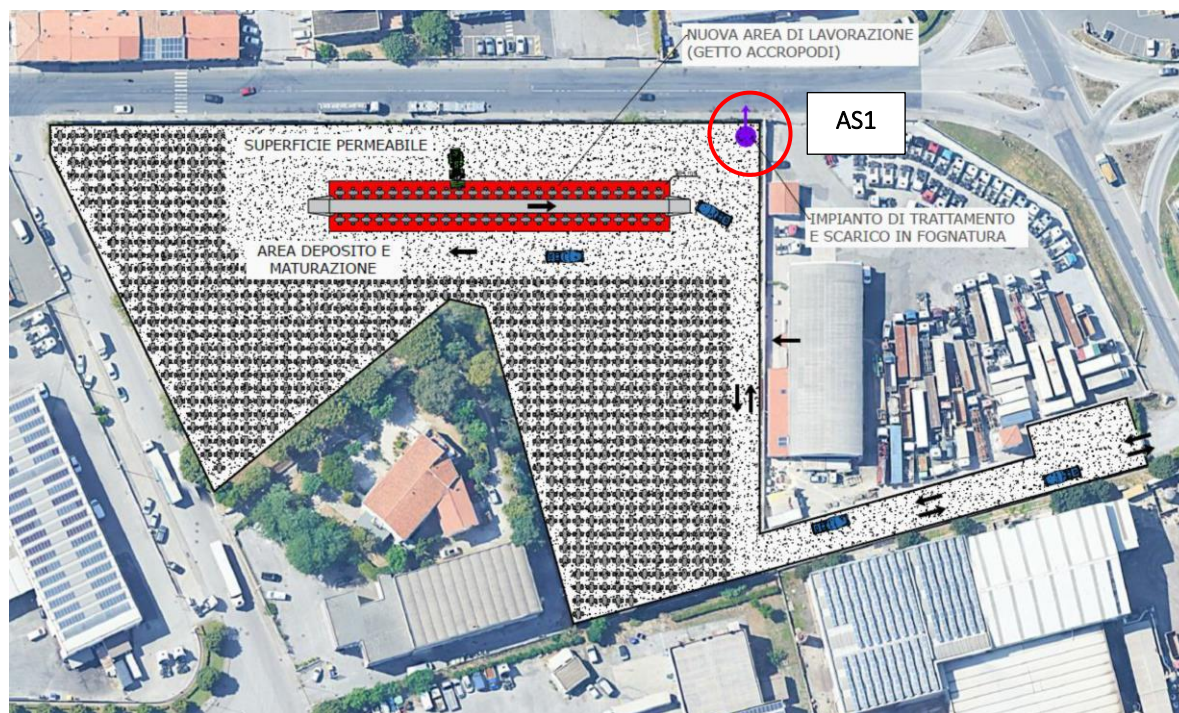 NUOVA AREA DI LAVORAZIONE
(GETTO ACCROPODI)
AS1
SUPERFICIE PERMEABILE
IMPIANTO DI TRATTAMENTO
E SCARICO IN FOGNATURA
AREA DEPOSITO E
MATURAZIONE